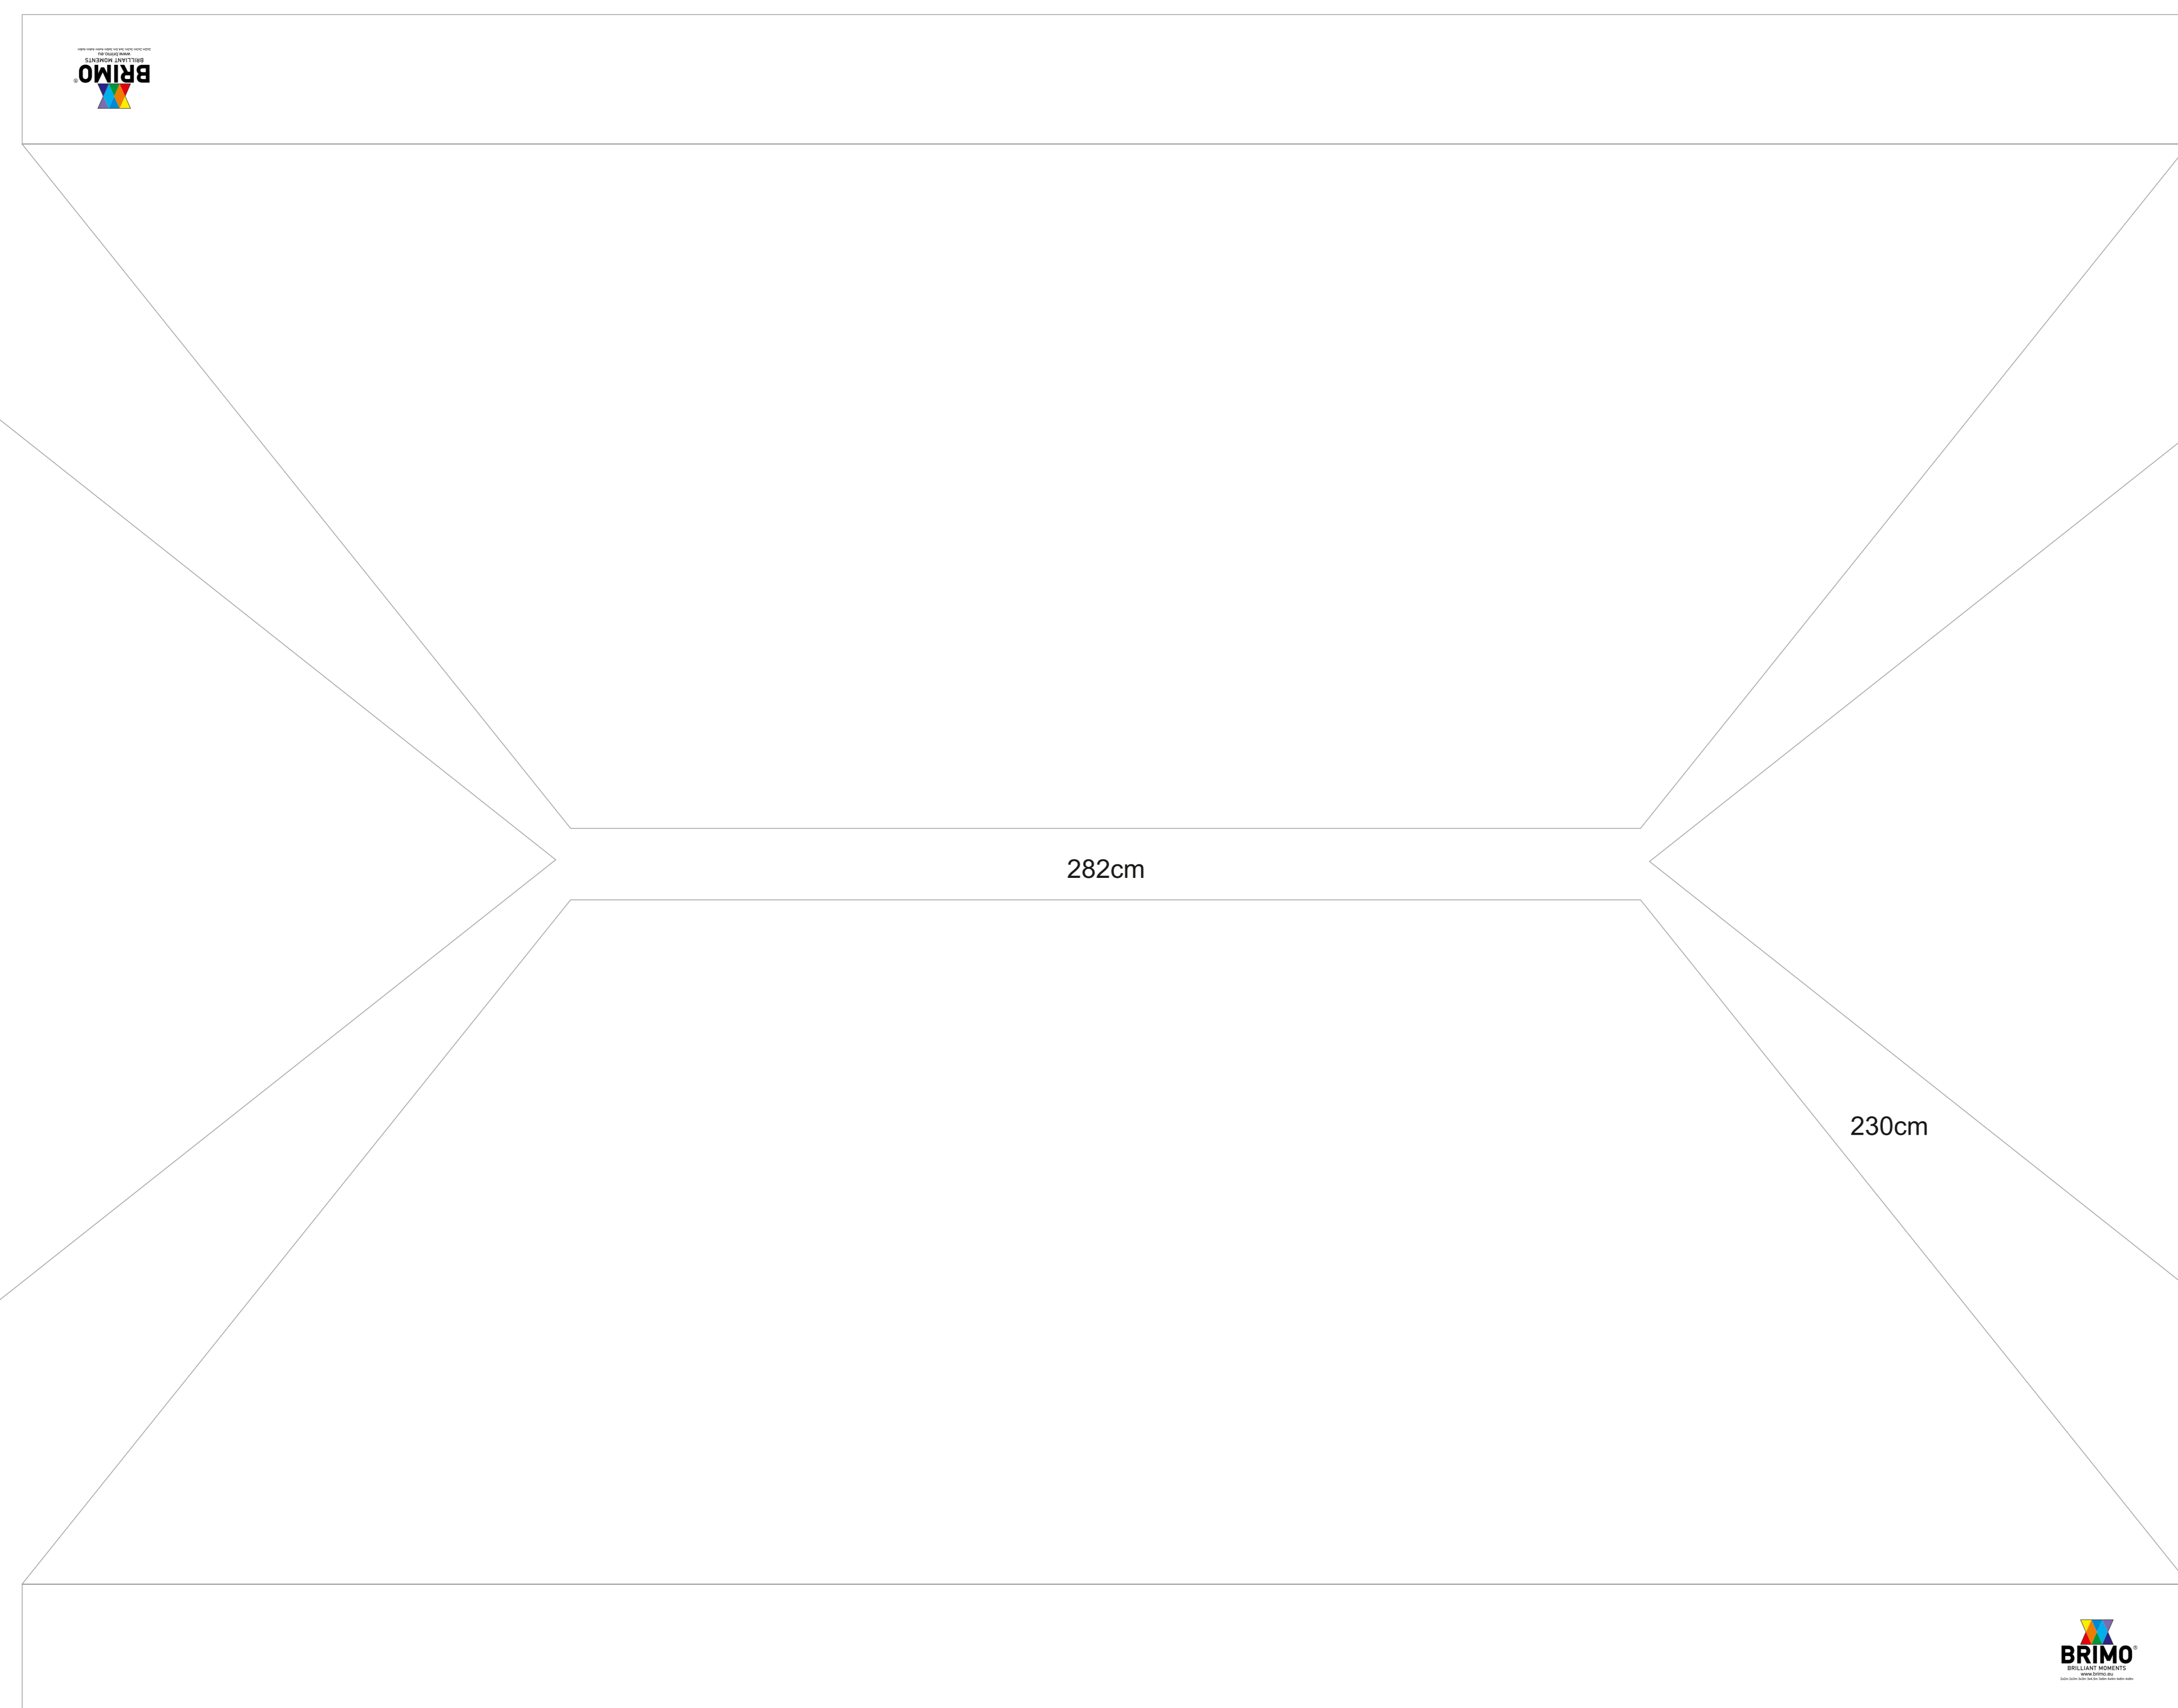 BRIMO®
BRILLIANT MOMENTS
www.brimo.eu
282cm
230cm
BRIMO®
BRILLIANT MOMENTS
www.brimo.eu